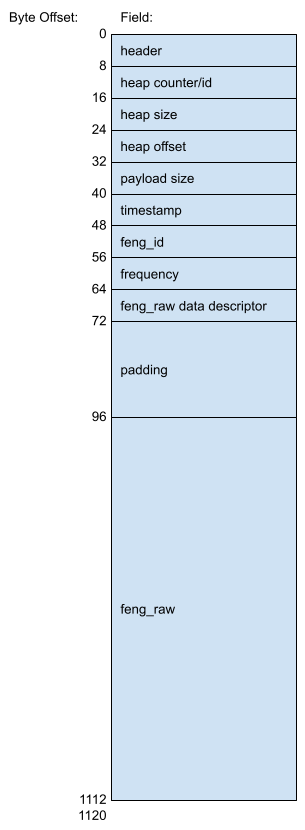 Byte Offset: Field:
0
header
8
heap counter/id
16
heap size
24
heap offset
32
payload size
40
timestamp
48
feng_id
56
frequency
64
feng_raw data descriptor
72
padding
96
feng_raw
1112
1120